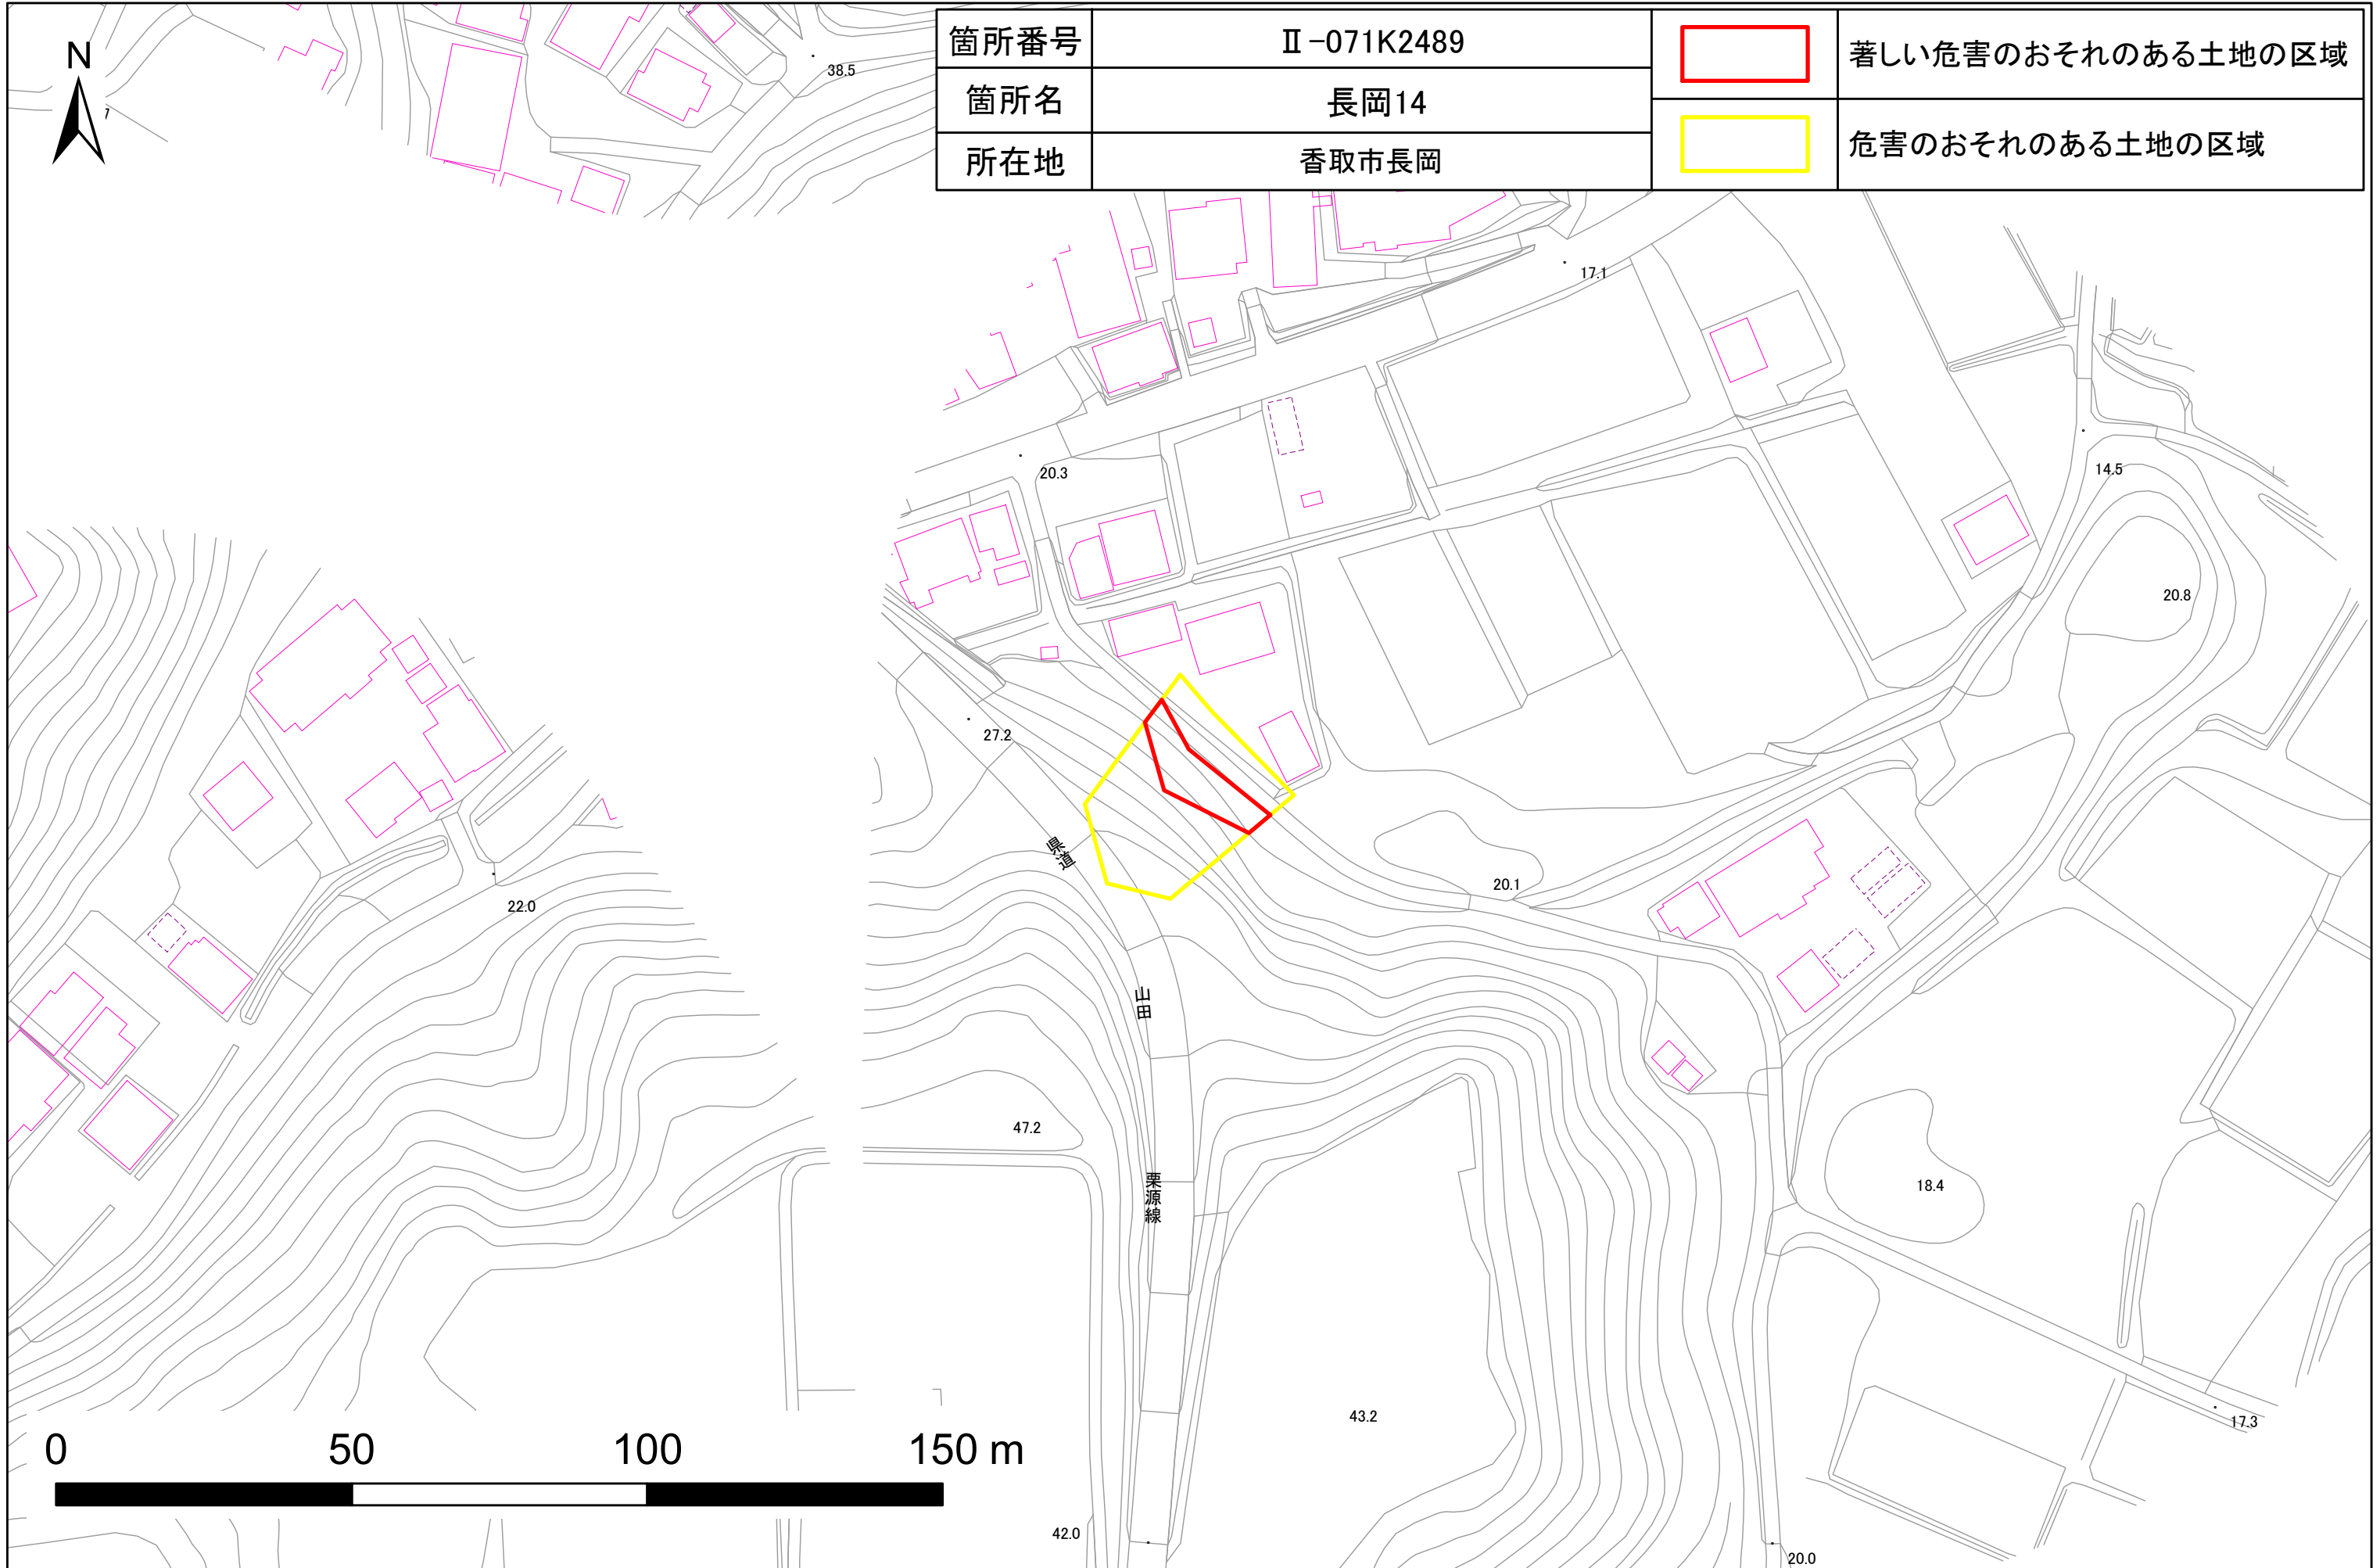 箇所番号 Ⅱ-071K2489
箇所名 長岡14
所在地 香取市長岡
著しい危害のおそれのある土地の区域
危害のおそれのある土地の区域
N
7
38.5
17.1
20.3
14.5
20.8
27.2
県道
20.1
22.0
山田
47.2
栗源線
18.4
43.2
17.3
0 50 100 150 m
42.0
20.0